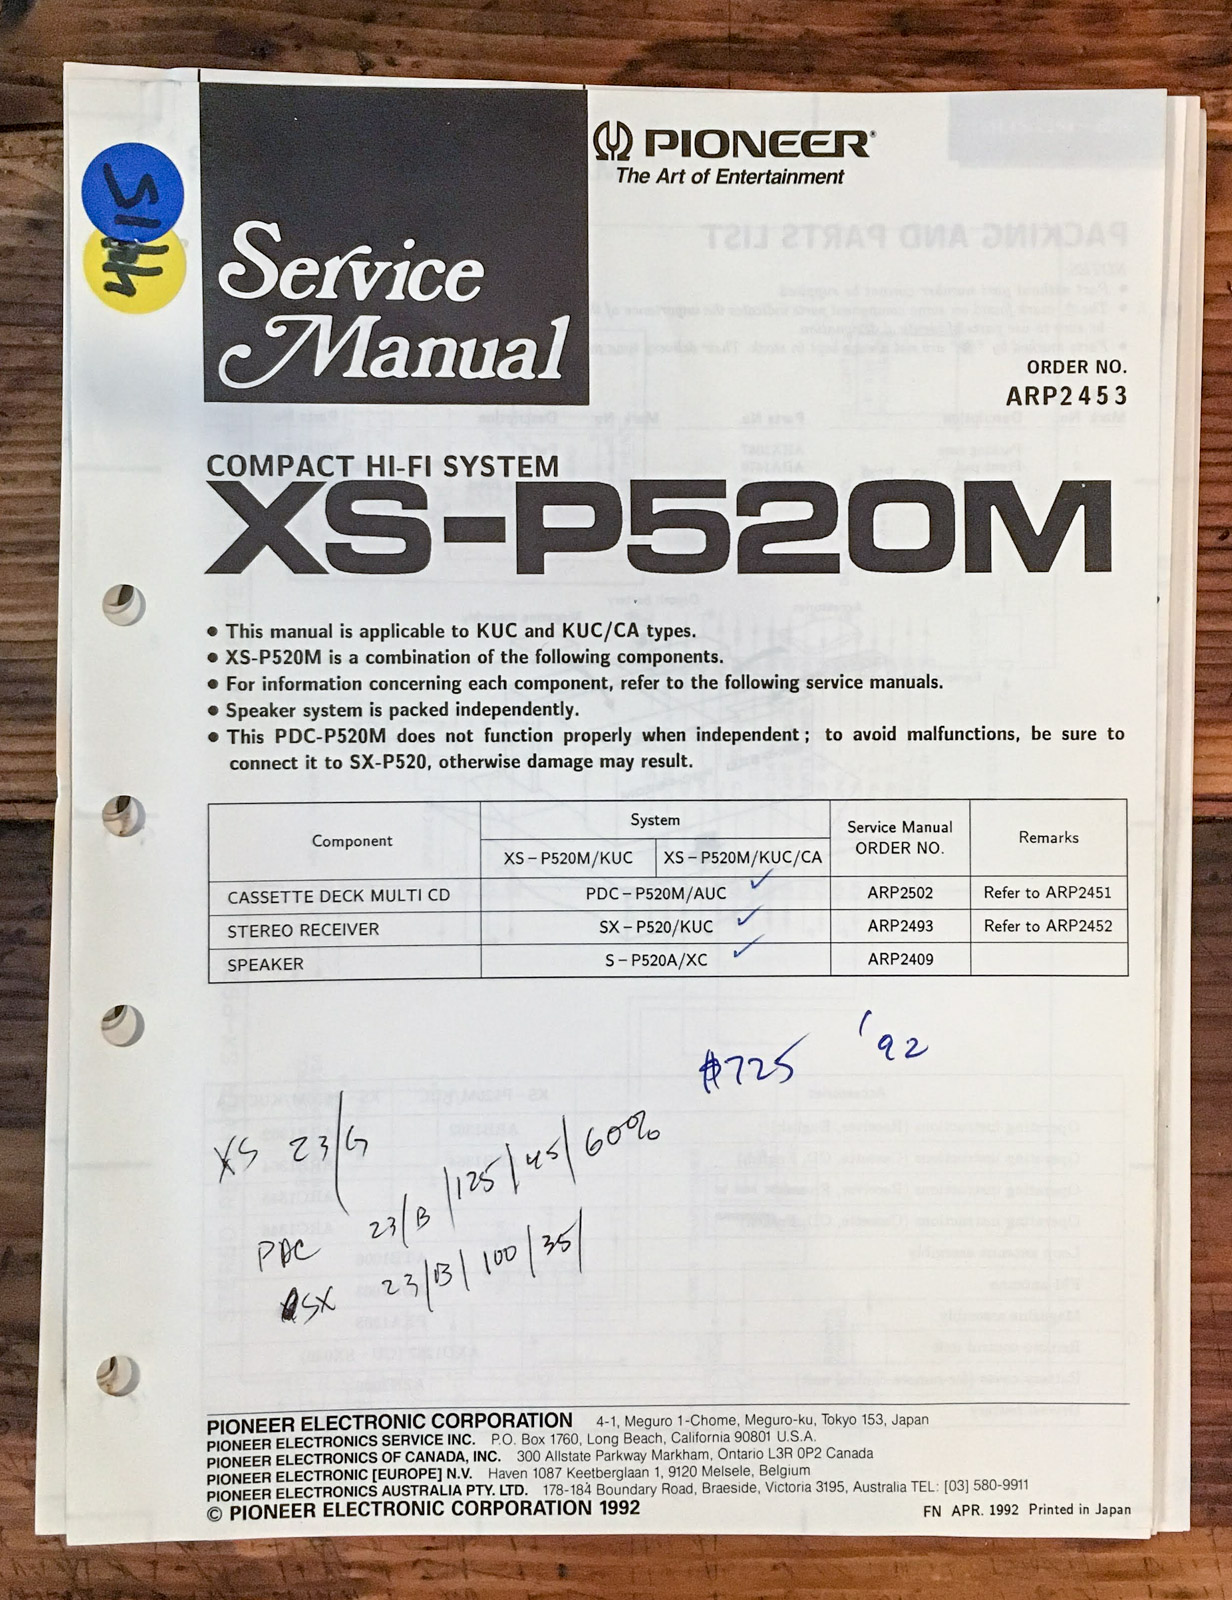 PIONEER®
The Art of Entertainment
Service
Manual
ORDER NO.
ARP2453
COMPACT HI-FI SYSTEM
XS-P520M
● This manual is applicable to KUC and KUC/CA types.
● XS-P520M is a combination of the following components.
● For information concerning each component, refer to the following service manuals.
● Speaker system is packed independently.
● This PDC-P520M does not function properly when independent; to avoid malfunctions, be sure to
connect it to SX-P520, otherwise damage may result.
Component System Service Manual ORDER NO. Remarks
XS-P520M/KUC XS-P520M/KUC/CA
CASSETTE DECK MULTI CD PDC-P520M/AUC ✓ ARP2502 Refer to ARP2451
STEREO RECEIVER SX-P520/KUC ✓ ARP2493 Refer to ARP2452
SPEAKER S-P520A/XC ✓ ARP2409
$725 '92
XS 23/G
PDC 23/B/125/45/60%
SX 23/B/100/35/
PIONEER ELECTRONIC CORPORATION 4-1, Meguro 1-Chome, Meguro-ku, Tokyo 153, Japan
PIONEER ELECTRONICS SERVICE INC. P.O. Box 1760, Long Beach, California 90801 U.S.A.
PIONEER ELECTRONICS OF CANADA, INC. 300 Allstate Parkway Markham, Ontario L3R 0P2 Canada
PIONEER ELECTRONIC [EUROPE] N.V. Haven 1087 Keetberglaan 1, 9120 Melsele, Belgium
PIONEER ELECTRONICS AUSTRALIA PTY. LTD. 178-184 Boundary Road, Braeside, Victoria 3195, Australia TEL: [03] 580-9911
© PIONEER ELECTRONIC CORPORATION 1992 FN APR. 1992 Printed in Japan